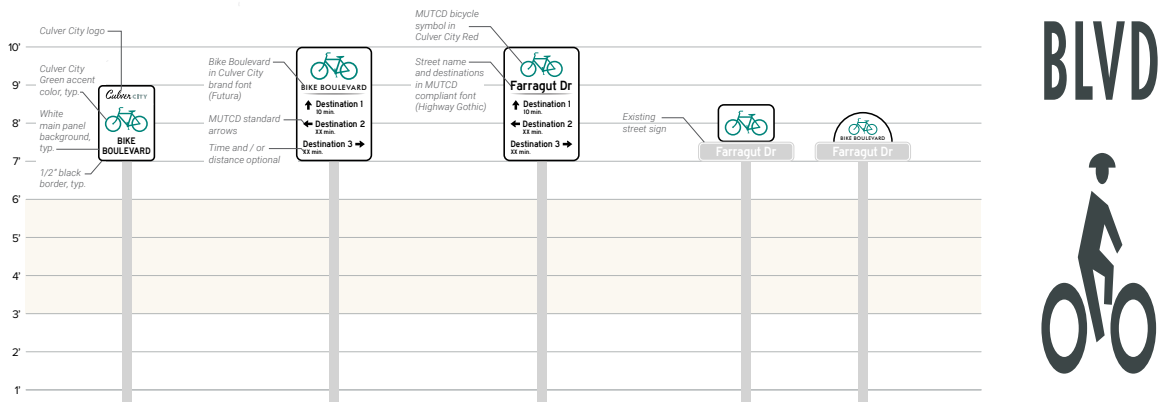 Culver City logo
Culver City
Green accent
color, typ.
White
main panel
background,
typ.
1/2" black
border, typ.
10'
9'
8'
7'
6'
5'
4'
3'
2'
1'
Culver CITY
BIKE
BOULEVARD
Bike Boulevard
in Culver City
brand font
(Futura)
MUTCD standard
arrows
Time and / or
distance optional
BIKE BOULEVARD
Destination 1
10 min.
Destination 2
XX min.
Destination 3
XX min.
MUTCD bicycle
symbol in
Culver City Red
Street name
and destinations
in MUTCD
compliant font
(Highway Gothic)
Farragut Dr
Destination 1
10 min.
Destination 2
XX min.
Destination 3
XX min.
Existing
street sign
Farragut Dr
BIKE BOULEVARD
Farragut Dr
BLVD